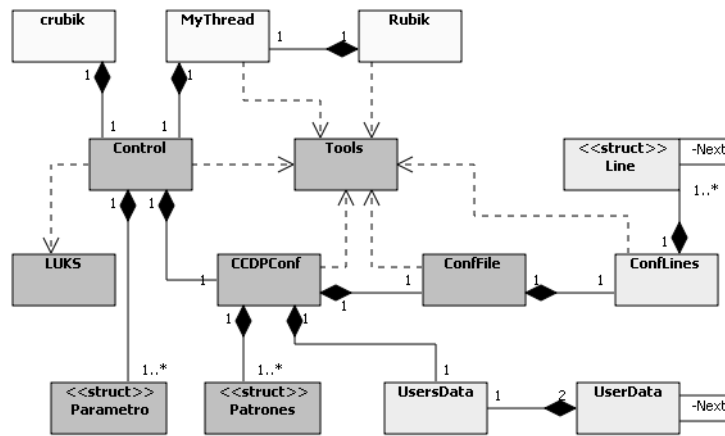 crubik
MyThread
Rubik
1
1
1
1
1
1
Control
Tools
<<struct>>
Line
-Next
1..*
1
1
1
LUKS
CCDPConf
ConfFile
ConfLines
1
1
1
1
1
1
1
1..*
1..*
1
<<struct>>
Parametro
<<struct>>
Patrones
UsersData
1
2
UserData
-Next